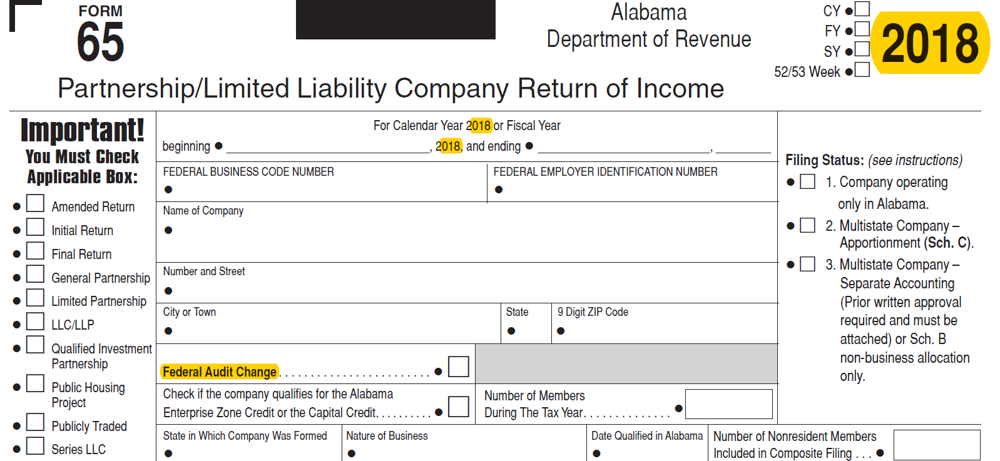 FORM
65
Alabama
Department of Revenue
CY
FY
SY
52/53 Week
2018
Partnership/Limited Liability Company Return of Income
Important!
You Must Check
Applicable Box:
Amended Return
Initial Return
Final Return
General Partnership
Limited Partnership
LLC/LLP
Qualified Investment
Partnership
Public Housing
Project
Publicly Traded
Series LLC
For Calendar Year 2018 or Fiscal Year
beginning • ______________________________, 2018, and ending • _________________________, ________
FEDERAL BUSINESS CODE NUMBER
FEDERAL EMPLOYER IDENTIFICATION NUMBER
Name of Company
Number and Street
City or Town
State
9 Digit ZIP Code
Federal Audit Change . . . . . . . . . . . . . . . . . . . . . . . .
Check if the company qualifies for the Alabama
Enterprise Zone Credit or the Capital Credit. . . . . . . . . .
Number of Members
During The Tax Year. . . . . . . . . . . . . .
State in Which Company Was Formed
Nature of Business
Date Qualified in Alabama
Number of Nonresident Members
Included in Composite Filing . . .
Filing Status: (see instructions)
1. Company operating
only in Alabama.
2. Multistate Company –
Apportionment (Sch. C).
3. Multistate Company –
Separate Accounting
(Prior written approval
required and must be
attached) or Sch. B
non-business allocation
only.